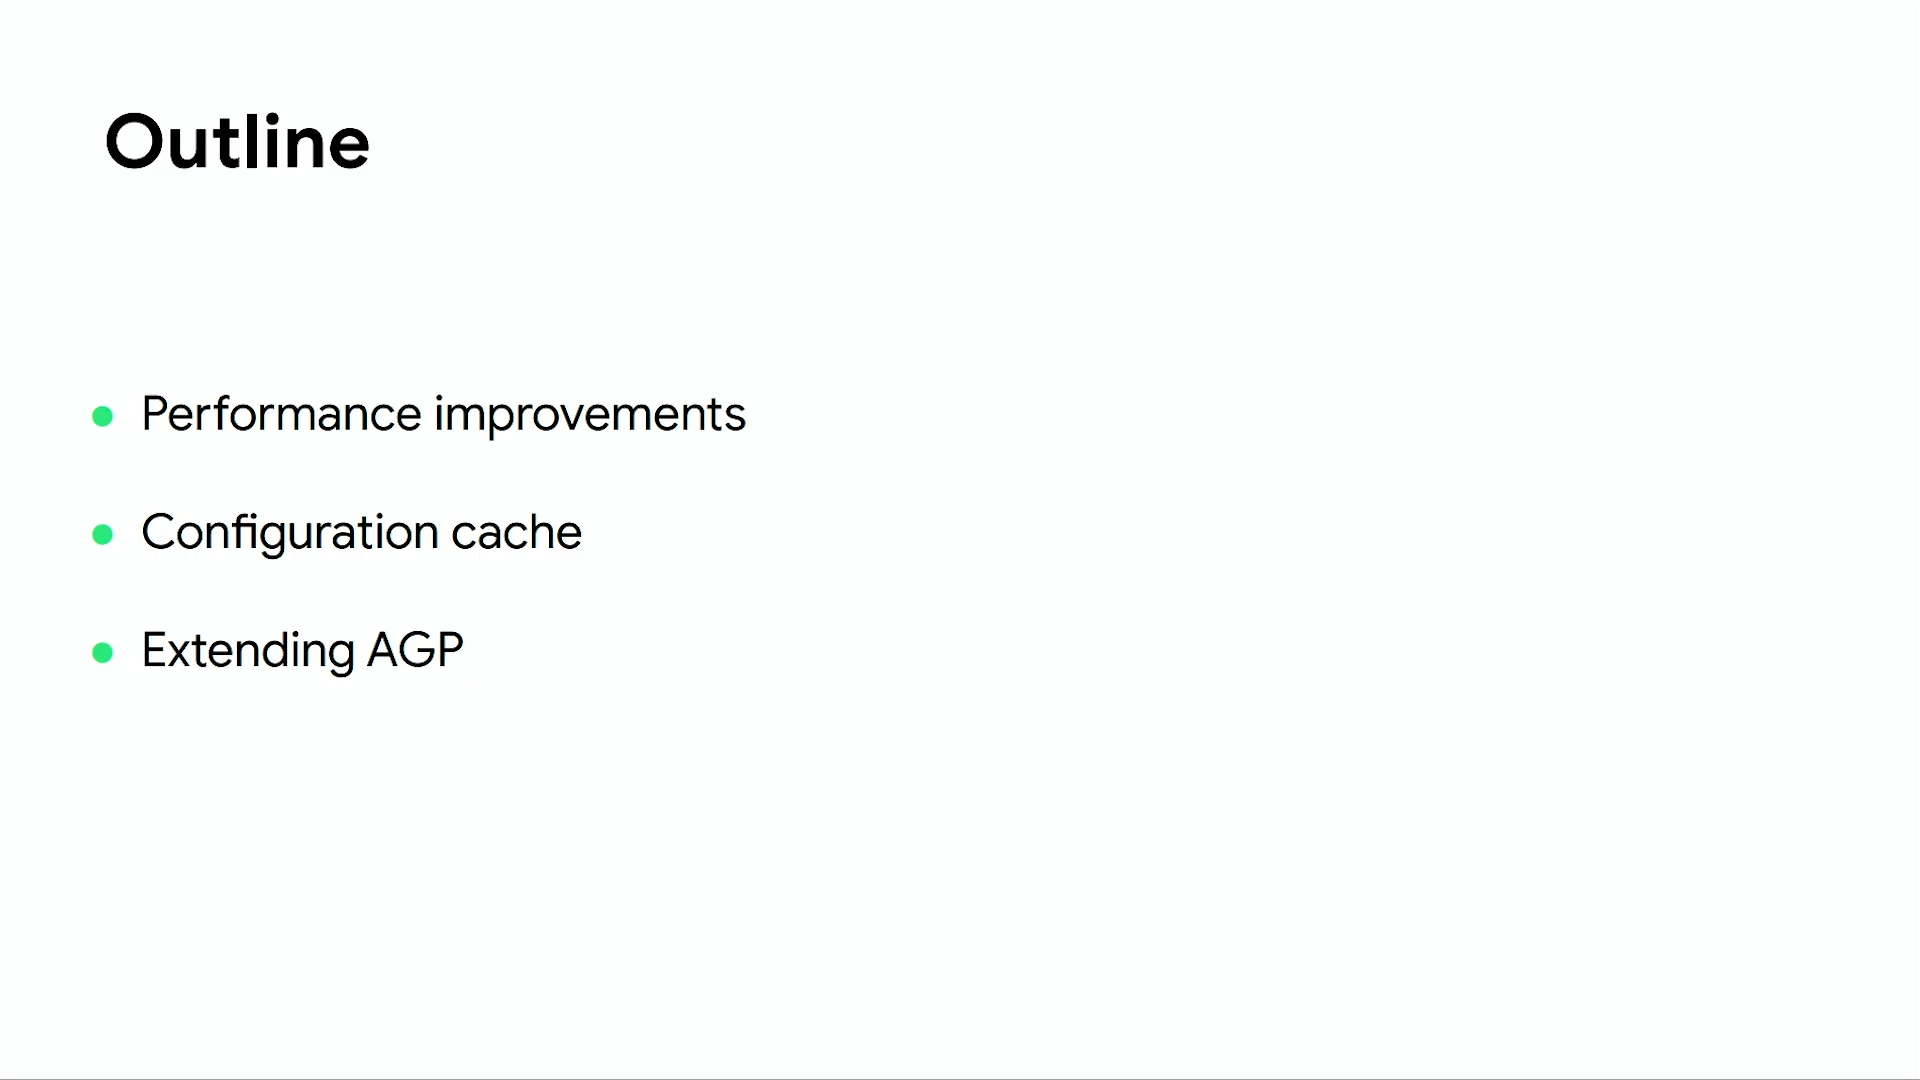 Outline
Performance improvements
Configuration cache
Extending AGP